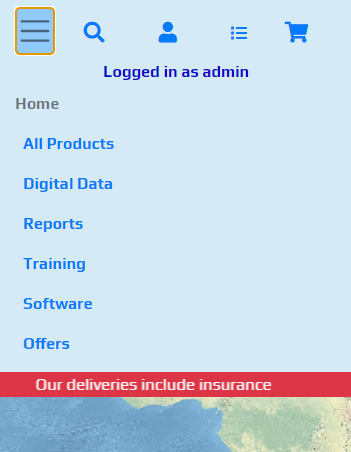 Logged in as admin
Home
All Products
Digital Data
Reports
Training
Software
Offers
Our deliveries include insurance